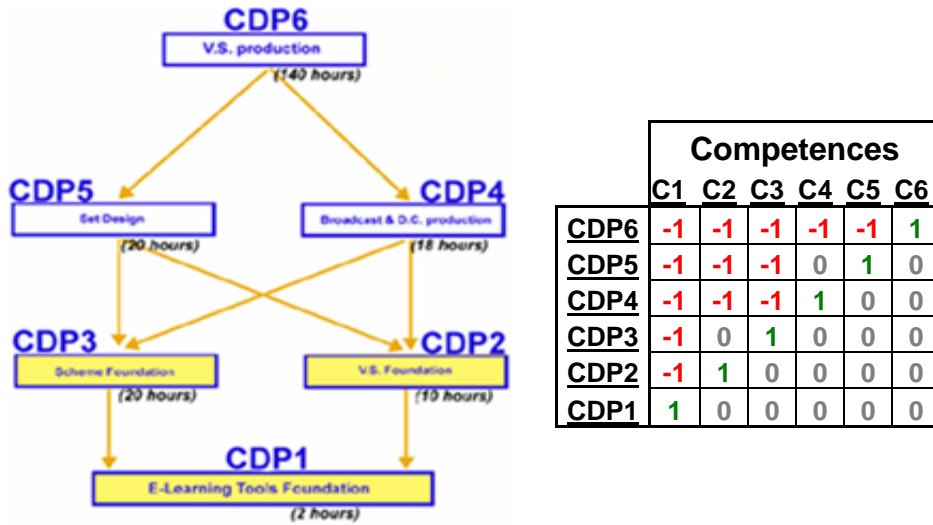 CDP6
V.S. production
(140 hours)
CDP5
CDP4
Set Design
Broadcast & D.C. production
(20 hours)
(18 hours)
CDP3
CDP2
Scheme Foundation
V.S. Foundation
(20 hours)
(10 hours)
CDP1
E-Learning Tools Foundation
(2 hours)
Competences
C1 C2 C3 C4 C5 C6
CDP6 -1 -1 -1 -1 -1 1
CDP5 -1 -1 -1 0 1 0
CDP4 -1 -1 -1 1 0 0
CDP3 -1 0 1 0 0 0
CDP2 -1 1 0 0 0 0
CDP1 1 0 0 0 0 0